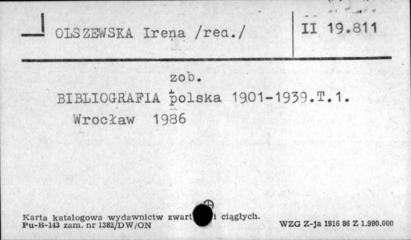 OLSZEWSKA Irena /red./
II 19.811
zob.
BIBLIOGRAFIA polska 1901-1939.T.1.
Wrocław 1986
Karta katalogowa wydawnictw zwart i ciągłych.
Pu-B-143 zam. nr 1382/DW/ON
WZG Z-ja 1916 86 Z 1.990.000